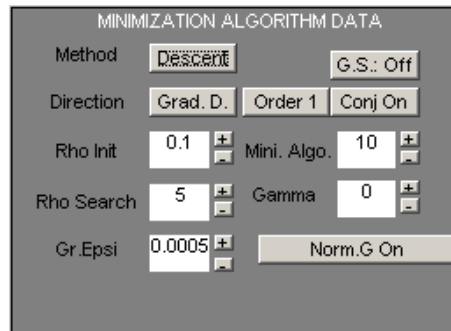 MINIMIZATION ALGORITHM DATA
Method Descent G.S.: Off
Direction Grad. D. Order 1 Conj On
Rho Init 0.1 + - Mini. Algo. 10 + -
Rho Search 5 + - Gamma 0 + -
Gr.Epsi 0.0005 + - Norm.G On